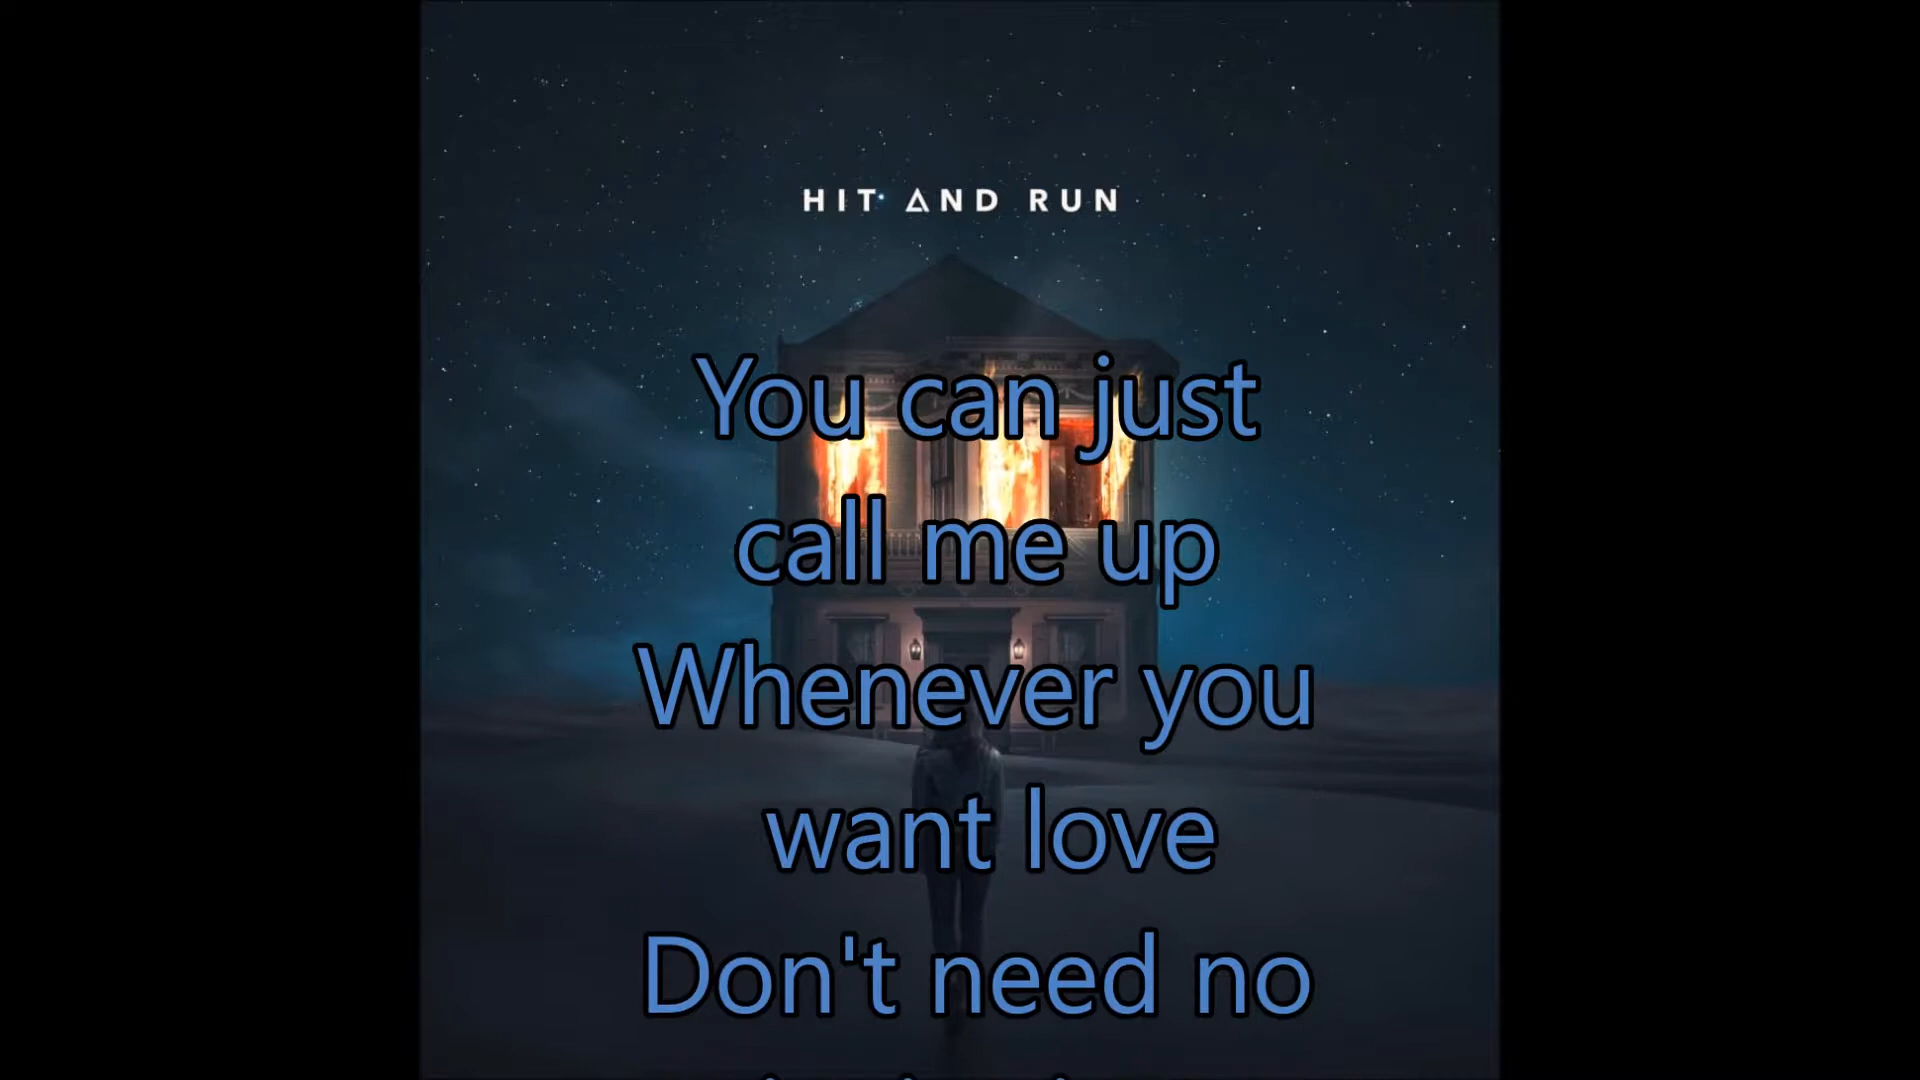 HIT AND RUN
You can just
call me up
Whenever you
want love
Don't need no